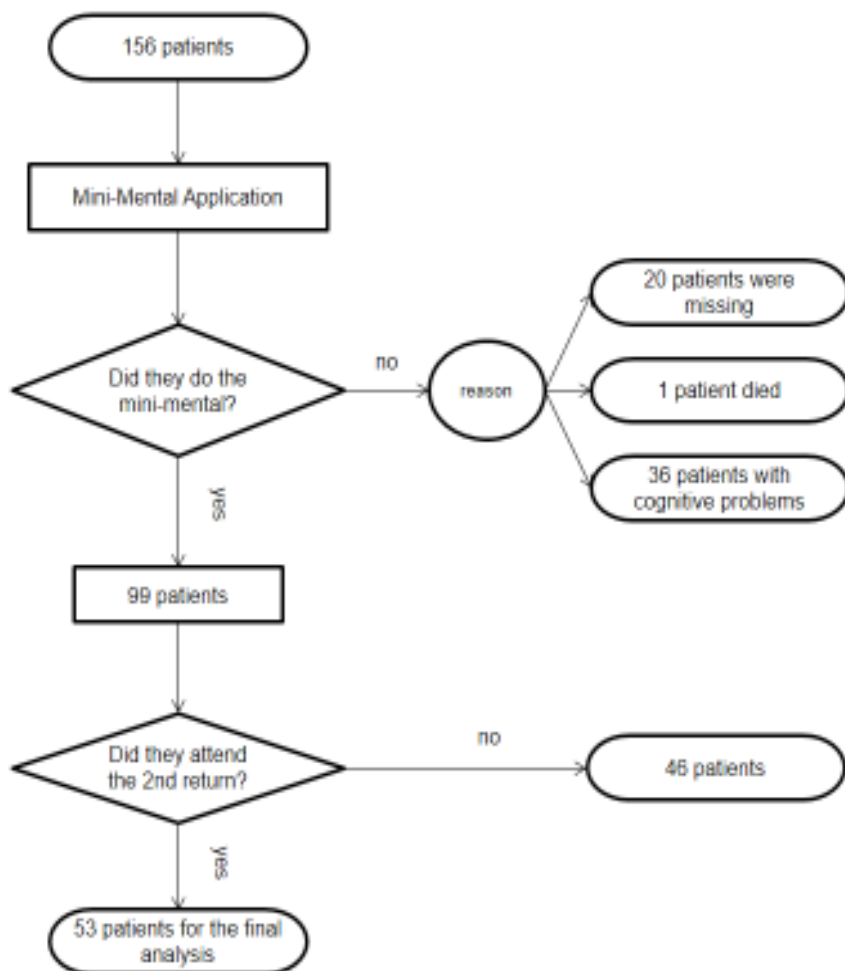 156 patients
Mini-Mental Application
20 patients were
missing
Did they do the
mini-mental?
no
reason
1 patient died
36 patients with
cognitive problems
yes
99 patients
Did they attend
the 2nd return?
no
46 patients
yes
53 patients for the final
analysis